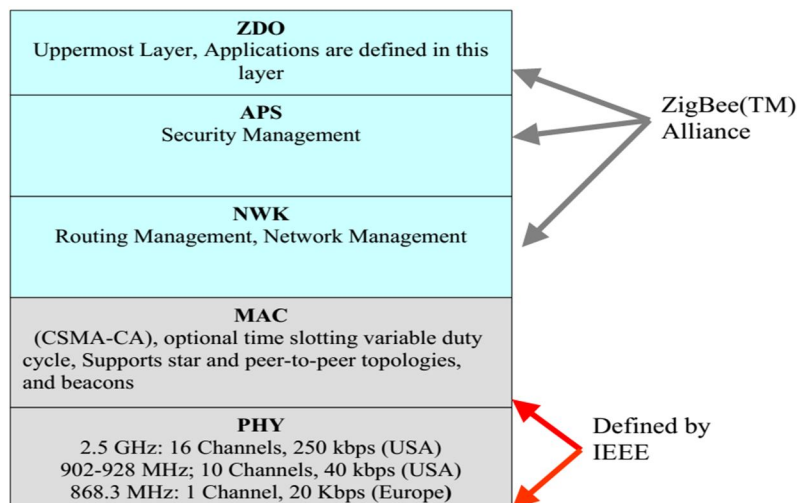 ZDO
Uppermost Layer, Applications are defined in this
layer
APS
Security Management
NWK
Routing Management, Network Management
MAC
(CSMA-CA), optional time slotting variable duty
cycle, Supports star and peer-to-peer topologies,
and beacons
PHY
2.5 GHz: 16 Channels, 250 kbps (USA)
902-928 MHz; 10 Channels, 40 kbps (USA)
868.3 MHz: 1 Channel, 20 Kbps (Europe)
ZigBee(TM)
Alliance
Defined by
IEEE